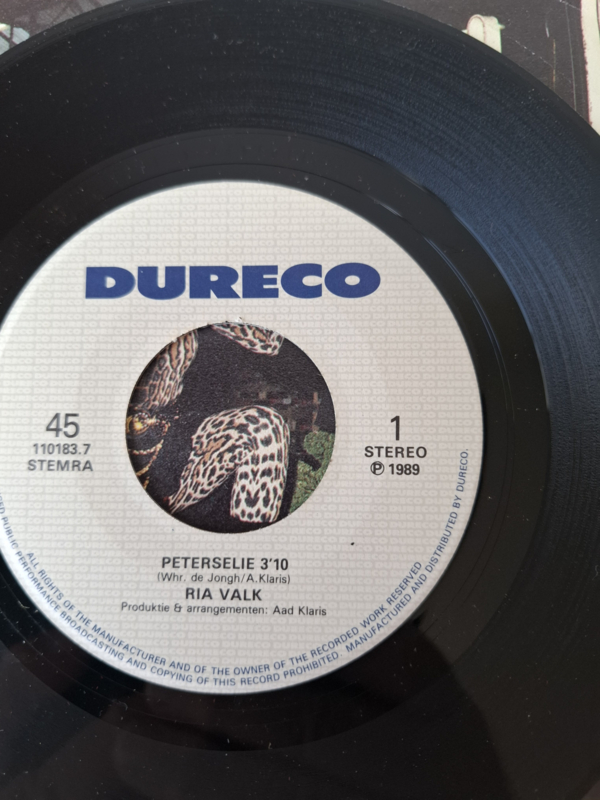 DURECO
45
110183.7
STEMRA
1
STEREO
℗ 1989
PETERSELIE 3'10
(Whr. de Jongh/A.Klaris)
RIA VALK
Produktie & arrangementen: Aad Klaris
ALL RIGHTS OF THE MANUFACTURER AND OF THE OWNER OF THE RECORDED WORK RESERVED
PUBLIC PERFORMANCE BROADCASTING AND COPYING OF THIS RECORD PROHIBITED. MANUFACTURED AND DISTRIBUTED BY DURECO.